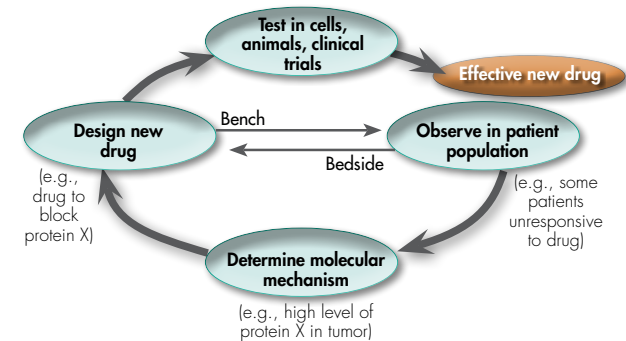 Test in cells,
animals, clinical
trials
Effective new drug
Design new
drug
Bench
Bedside
Observe in patient
population
(e.g.,
drug to
block
protein X)
(e.g., some
patients
unresponsive
to drug)
Determine molecular
mechanism
(e.g., high level of
protein X in tumor)